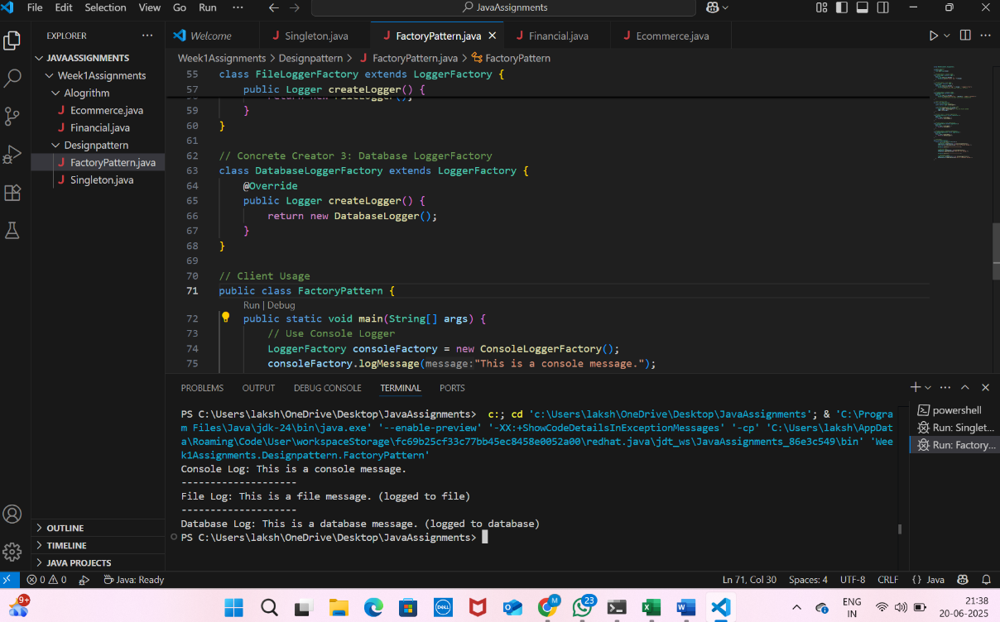 File Edit Selection View Go Run ··· JavaAssignments
EXPLORER ···
Welcome Singleton.java FactoryPattern.java Financial.java Ecommerce.java
JAVAASSIGNMENTS
Week1Assignments
Alogrithm
Ecommerce.java
Financial.java
Designpattern
FactoryPattern.java
Singleton.java
OUTLINE
TIMELINE
JAVA PROJECTS
Week1Assignments > Designpattern > FactoryPattern.java > FactoryPattern
55 class FileLoggerFactory extends LoggerFactory {
57 public Logger createLogger() {
59 }
60 }
61
62 // Concrete Creator 3: Database LoggerFactory
63 class DatabaseLoggerFactory extends LoggerFactory {
64 @Override
65 public Logger createLogger() {
66 return new DatabaseLogger();
67 }
68 }
69
70 // Client Usage
71 public class FactoryPattern {
Run | Debug
72 public static void main(String[] args) {
73 // Use Console Logger
74 LoggerFactory consoleFactory = new ConsoleLoggerFactory();
75 consoleFactory.logMessage(message:"This is a console message.");
PROBLEMS OUTPUT DEBUG CONSOLE TERMINAL PORTS
PS C:\Users\laksh\OneDrive\Desktop\JavaAssignments> c:; cd 'c:\Users\laksh\OneDrive\Desktop\JavaAssignments'; & 'C:\Progra
m Files\Java\jdk-24\bin\java.exe' '--enable-preview' '-XX:+ShowCodeDetailsInExceptionMessages' '-cp' 'C:\Users\laksh\AppDat
a\Roaming\Code\User\workspaceStorage\fc69b25cf33c77bb45ec8458e0052a00\redhat.java\jdt_ws\JavaAssignments_86e3c549\bin' 'Wee
k1Assignments.Designpattern.FactoryPattern'
Console Log: This is a console message.
-------------------
File Log: This is a file message. (logged to file)
-------------------
Database Log: This is a database message. (logged to database)
PS C:\Users\laksh\OneDrive\Desktop\JavaAssignments>
powershell
Run: Singlet...
Run: Factory...
0 0 Java: Ready Ln 71, Col 30 Spaces: 4 UTF-8 CRLF {} Java
9+ DELL M 23 ENG 21:38
IN 20-06-2025